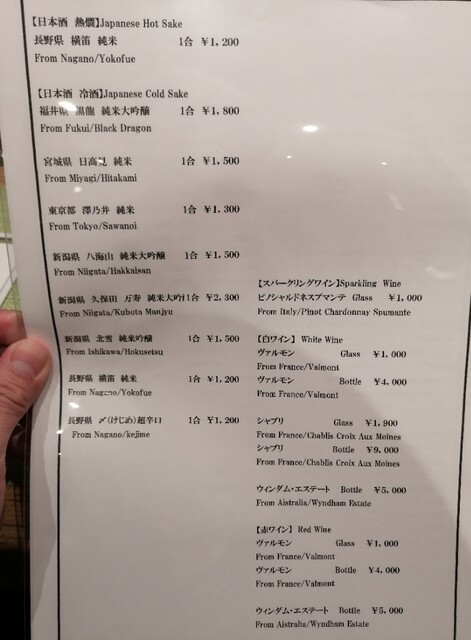 【日本酒 熱燗】Japanese Hot Sake
長野県 横笛 純米 1合 ￥1,200
From Nagano/Yokofue
【日本酒 冷酒】Japanese Cold Sake
福井県 黒龍 純米大吟醸 1合 ￥1,800
From Fukui/Black Dragon
宮城県 日高見 純米 1合 ￥1,500
From Miyagi/Hitakami
東京都 澤乃井 純米 1合 ￥1,300
From Tokyo/Sawanoi
新潟県 八海山 純米大吟醸 1合 ￥1,500
From Niigata/Hakkaisan
新潟県 久保田 万寿 純米大吟醸1合 ￥2,300
From Niigata/Kubota Manjyu
新潟県 北雪 純米吟醸 1合 ￥1,500
From Ishikawa/Hokusetsu
長野県 横笛 純米 1合 ￥1,200
From Nagano/Yokofue
長野県 〆(けじめ)超辛口 1合 ￥1,200
From Nagano/kejime
【スパークリングワイン】Sparkling Wine
ピノシャルドネスプマンテ Glass ￥1,000
From Italy/Pinot Chardonnay Spumante
【白ワイン】 White Wine
ヴァルモン Glass ￥1,000
From France/Valmont
ヴァルモン Bottle ￥4,000
From France/Valmont
シャブリ Glass ￥1,900
From France/Chablis Croix Aux Moines
シャブリ Bottle ￥9,000
From France/Chablis Croix Aux Moines
ウィンダム・エステート Bottle ￥5,000
From Aistralia/Wyndham Estate
【赤ワイン】 Red Wine
ヴァルモン Glass ￥1,000
From France/Valmont
ヴァルモン Bottle ￥4,000
From France/Valmont
ウィンダム・エステート Bottle ￥5,000
From Aistralia/Wyndham Estate